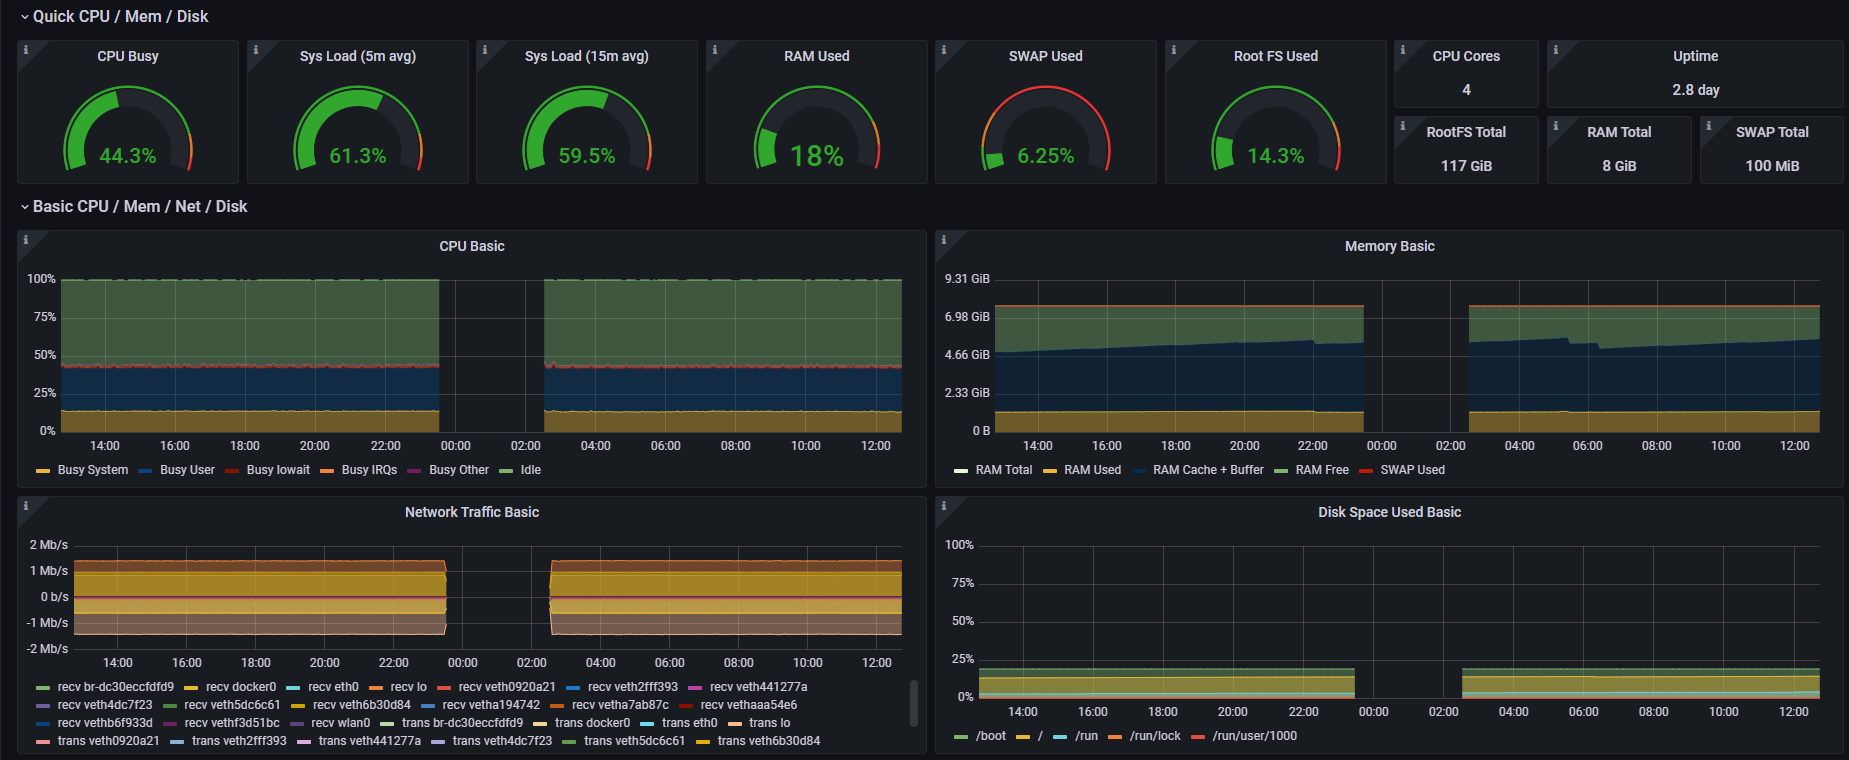 Quick CPU / Mem / Disk
CPU Busy
44.3%
Sys Load (5m avg)
61.3%
Sys Load (15m avg)
59.5%
RAM Used
18%
SWAP Used
6.25%
Root FS Used
14.3%
CPU Cores
4
Uptime
2.8 day
RootFS Total
117 GiB
RAM Total
8 GiB
SWAP Total
100 MiB
Basic CPU / Mem / Net / Disk
CPU Basic
100%
75%
50%
25%
0%
14:00 16:00 18:00 20:00 22:00 00:00 02:00 04:00 06:00 08:00 10:00 12:00
Busy System Busy User Busy Iowait Busy IRQs Busy Other Idle
Memory Basic
9.31 GiB
6.98 GiB
4.66 GiB
2.33 GiB
0 B
14:00 16:00 18:00 20:00 22:00 00:00 02:00 04:00 06:00 08:00 10:00 12:00
RAM Total RAM Used RAM Cache + Buffer RAM Free SWAP Used
Network Traffic Basic
2 Mb/s
1 Mb/s
0 b/s
-1 Mb/s
-2 Mb/s
14:00 16:00 18:00 20:00 22:00 00:00 02:00 04:00 06:00 08:00 10:00 12:00
recv br-dc30eccfdfd9 recv docker0 recv eth0 recv lo recv veth0920a21 recv veth2fff393 recv veth441277a
recv veth4dc7f23 recv veth5dc6c61 recv veth6b30d84 recv vetha194742 recv vetha7ab87c recv vethaaa54e6
recv vethb6f933d recv vethf3d51bc recv wlan0 trans br-dc30eccfdfd9 trans docker0 trans eth0 trans lo
trans veth0920a21 trans veth2fff393 trans veth441277a trans veth4dc7f23 trans veth5dc6c61 trans veth6b30d84
Disk Space Used Basic
100%
75%
50%
25%
0%
14:00 16:00 18:00 20:00 22:00 00:00 02:00 04:00 06:00 08:00 10:00 12:00
/boot / /run /run/lock /run/user/1000